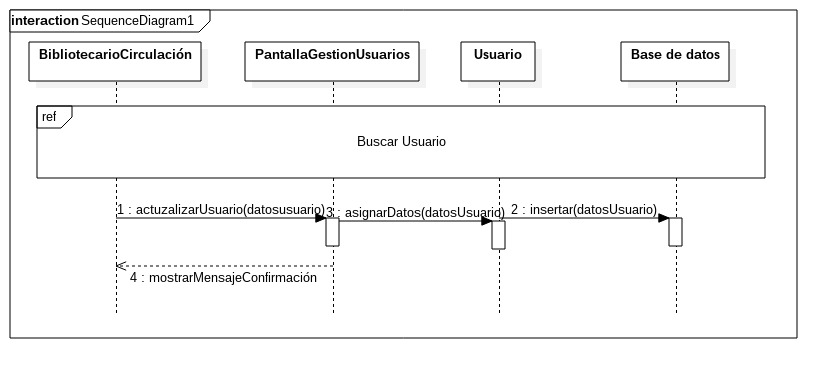 interaction SequenceDiagram1
BibliotecarioCirculación
PantallaGestionUsuarios
Usuario
Base de datos
ref
Buscar Usuario
1 : actuzalizarUsuario(datosusuario)
3 : asignarDatos(datosUsuario)
2 : insertar(datosUsuario)
4 : mostrarMensajeConfirmación